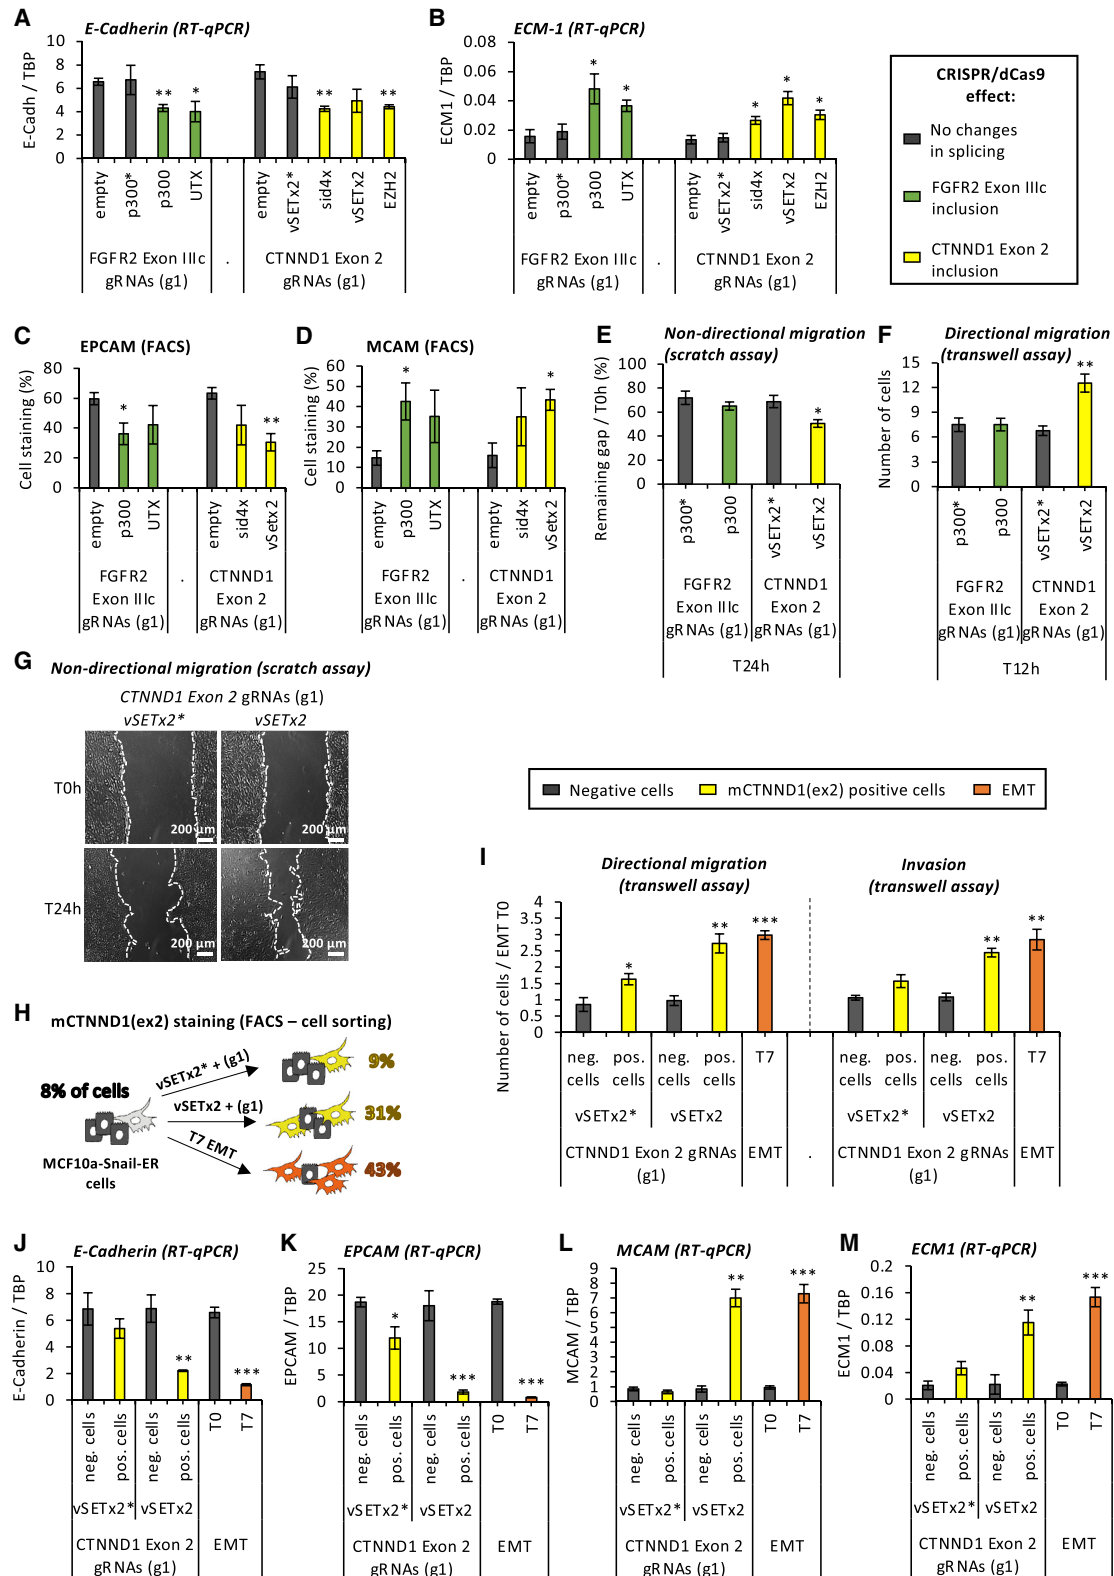 A
E-Cadherin (RT-qPCR)
E-Cadh / TBP
10
8
6
4
2
0
** *
** **
empty
p300*
p300
UTX
empty
vSETx2*
sid4x
vSETx2
EZH2
FGFR2 Exon IIIc
gRNAs (g1)
.
CTNND1 Exon 2
gRNAs (g1)
B
ECM-1 (RT-qPCR)
ECM1 / TBP
0.08
0.06
0.04
0.02
0
* *
* * *
empty
p300*
p300
UTX
empty
vSETx2*
sid4x
vSETx2
EZH2
FGFR2 Exon IIIc
gRNAs (g1)
.
CTNND1 Exon 2
gRNAs (g1)
CRISPR/dCas9
effect:
No changes
in splicing
FGFR2 Exon IIIc
inclusion
CTNND1 Exon 2
inclusion
C
EPCAM (FACS)
Cell staining (%)
80
60
40
20
0
* **
empty
p300
UTX
empty
sid4x
vSetx2
FGFR2
Exon IIIc
gRNAs (g1)
.
CTNND1
Exon 2
gRNAs (g1)
D
MCAM (FACS)
Cell staining (%)
60
50
40
30
20
10
0
* *
empty
p300
UTX
empty
sid4x
vSetx2
FGFR2
Exon IIIc
gRNAs (g1)
.
CTNND1
Exon 2
gRNAs (g1)
E
Non-directional migration
(scratch assay)
Remaining gap / T0h (%)
100
80
60
40
20
0
*
p300*
p300
vSETx2*
vSETx2
FGFR2
Exon IIIc
gRNAs (g1)
CTNND1
Exon 2
gRNAs (g1)
T24h
F
Directional migration
(transwell assay)
Number of cells
15
12
9
6
3
0
**
p300*
p300
vSETx2*
vSETx2
FGFR2
Exon IIIc
gRNAs (g1)
CTNND1
Exon 2
gRNAs (g1)
T12h
G
Non-directional migration (scratch assay)
CTNND1 Exon 2 gRNAs (g1)
vSETx2* vSETx2
T0h
200 µm
200 µm
T24h
200 µm
200 µm
H
mCTNND1(ex2) staining (FACS – cell sorting)
8% of cells
MCF10a-Snail-ER
cells
vSETx2* + (g1)
9%
vSETx2 + (g1)
31%
T7 EMT
43%
Negative cells
mCTNND1(ex2) positive cells
EMT
I
Directional migration
(transwell assay)
Invasion
(transwell assay)
Number of cells / EMT T0
4
3.5
3
2.5
2
1.5
1
0.5
0
* ** *** ** **
neg. cells
pos. cells
neg. cells
pos. cells
T7
vSETx2*
vSETx2
CTNND1 Exon 2 gRNAs
(g1)
EMT
.
neg. cells
pos. cells
neg. cells
pos. cells
T7
vSETx2*
vSETx2
CTNND1 Exon 2 gRNAs
(g1)
EMT
J
E-Cadherin (RT-qPCR)
E-Cadherin / TBP
10
8
6
4
2
0
** ***
neg. cells
pos. cells
neg. cells
pos. cells
T0
T7
vSETx2*
vSETx2
CTNND1 Exon 2
gRNAs (g1)
EMT
K
EPCAM (RT-qPCR)
EPCAM / TBP
25
20
15
10
5
0
* *** ***
neg. cells
pos. cells
neg. cells
pos. cells
T0
T7
vSETx2*
vSETx2
CTNND1 Exon 2
gRNAs (g1)
EMT
L
MCAM (RT-qPCR)
MCAM / TBP
9
8
7
6
5
4
3
2
1
0
** ***
neg. cells
pos. cells
neg. cells
pos. cells
T0
T7
vSETx2*
vSETx2
CTNND1 Exon 2
gRNAs (g1)
EMT
M
ECM1 (RT-qPCR)
ECM1 / TBP
0.2
0.16
0.12
0.08
0.04
0
** ***
neg. cells
pos. cells
neg. cells
pos. cells
T0
T7
vSETx2*
vSETx2
CTNND1 Exon 2
gRNAs (g1)
EMT